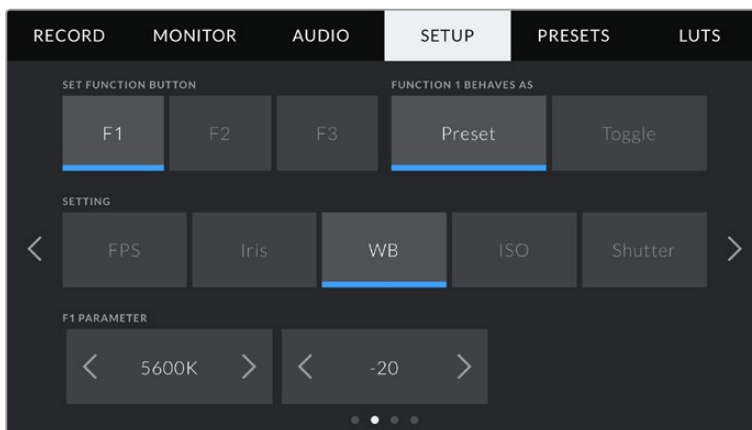 RECORD MONITOR AUDIO SETUP PRESETS LUTS
SET FUNCTION BUTTON FUNCTION 1 BEHAVES AS
F1 F2 F3 Preset Toggle
SETTING
FPS Iris WB ISO Shutter
F1 PARAMETER
5600K -20